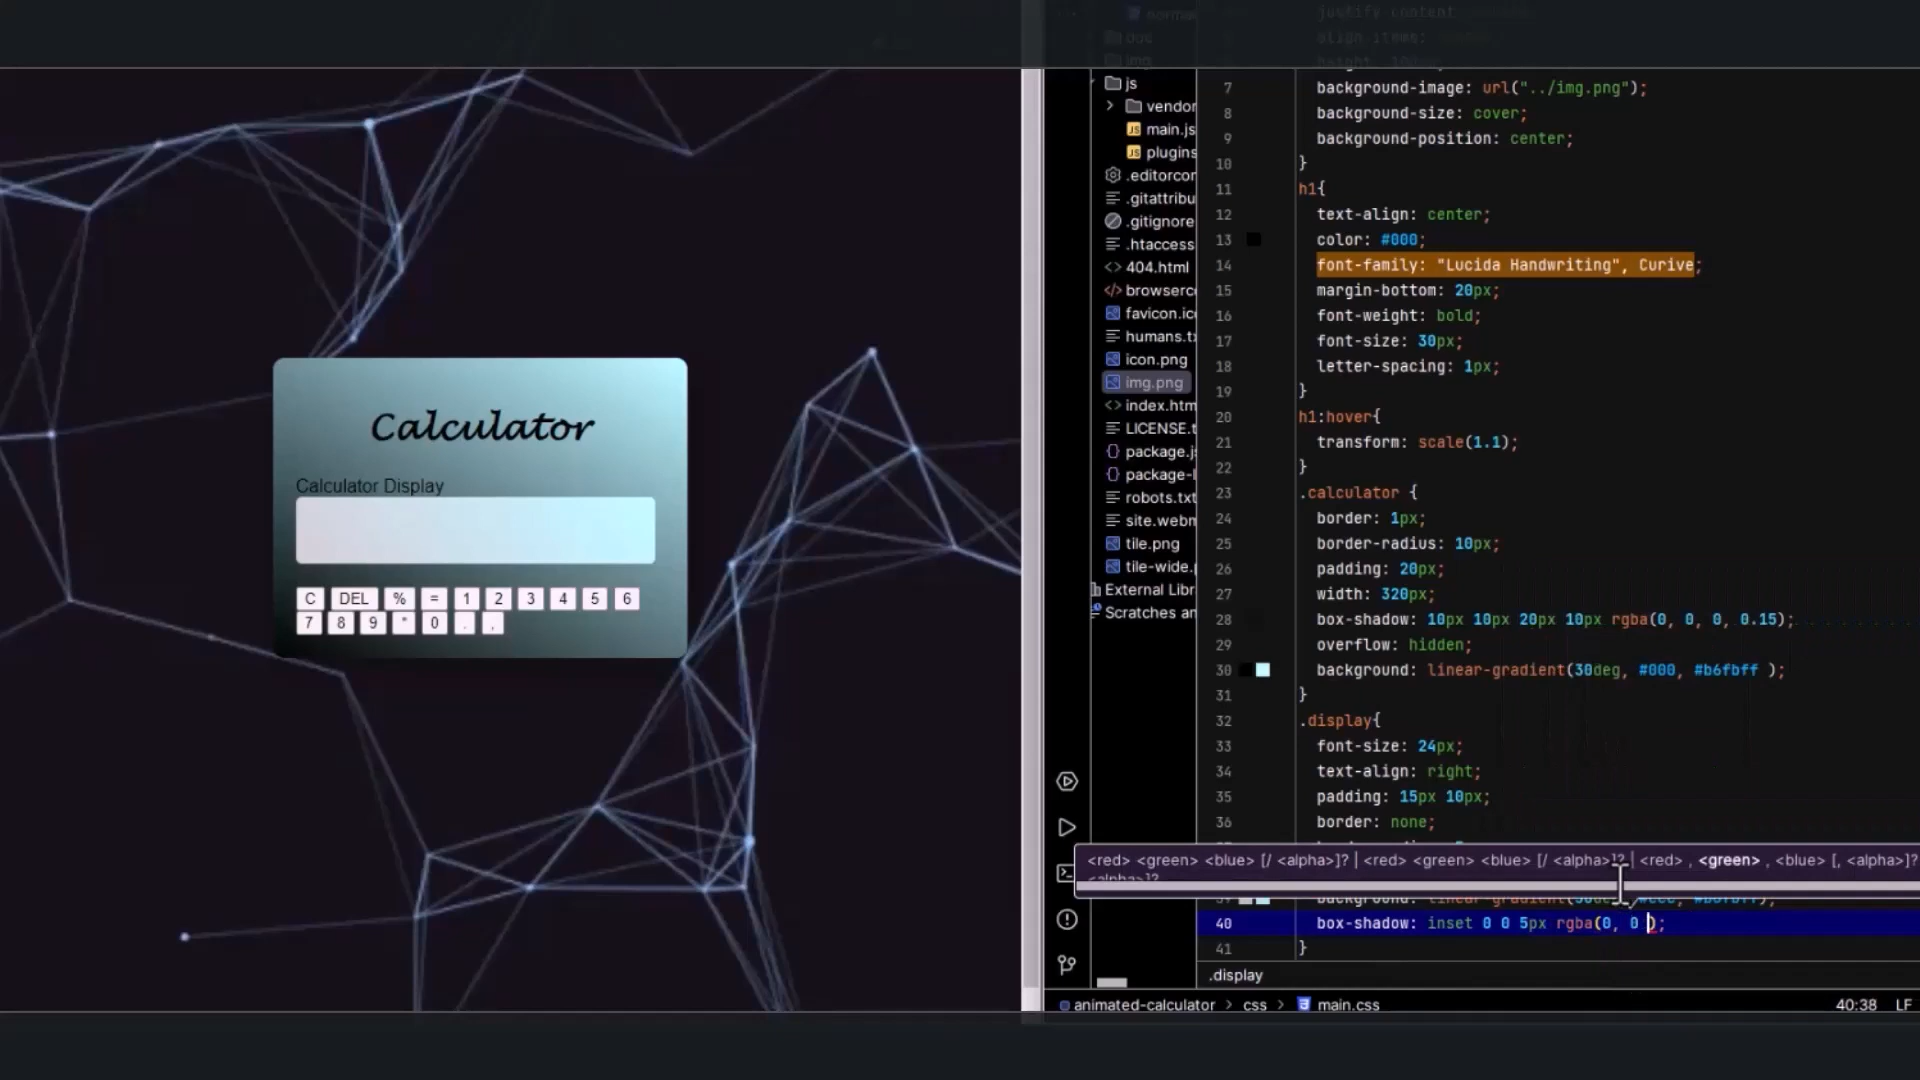 Calculator
Calculator Display
C DEL % = 1 2 3 4 5 6
7 8 9 * 0 . ,
js
vendor
main.js
plugins
.editorcor
.gitattribu
.gitignore
.htaccess
404.html
browserco
favicon.ic
humans.tx
icon.png
img.png
index.htm
LICENSE.t
package.js
package-l
robots.txt
site.webm
tile.png
tile-wide.p
External Libr
Scratches an
justify-content
align-items:
7 background-image: url("../img.png");
8 background-size: cover;
9 background-position: center;
10 }
11 h1{
12 text-align: center;
13 color: #000;
14 font-family: "Lucida Handwriting", Curive;
15 margin-bottom: 20px;
16 font-weight: bold;
17 font-size: 30px;
18 letter-spacing: 1px;
19 }
20 h1:hover{
21 transform: scale(1.1);
22 }
23 .calculator {
24 border: 1px;
25 border-radius: 10px;
26 padding: 20px;
27 width: 320px;
28 box-shadow: 10px 10px 20px 10px rgba(0, 0, 0, 0.15);
29 overflow: hidden;
30 background: linear-gradient(30deg, #000, #b6fbff );
31 }
32 .display{
33 font-size: 24px;
34 text-align: right;
35 padding: 15px 10px;
36 border: none;
<red> <green> <blue> [/ <alpha>]? | <red> <green> <blue> [/ <alpha>]? | <red> , <green> , <blue> [, <alpha>]?
<alpha>]?
40 box-shadow: inset 0 0 5px rgba(0, 0 );
41 }
.display
animated-calculator > css > main.css
40:38 LF